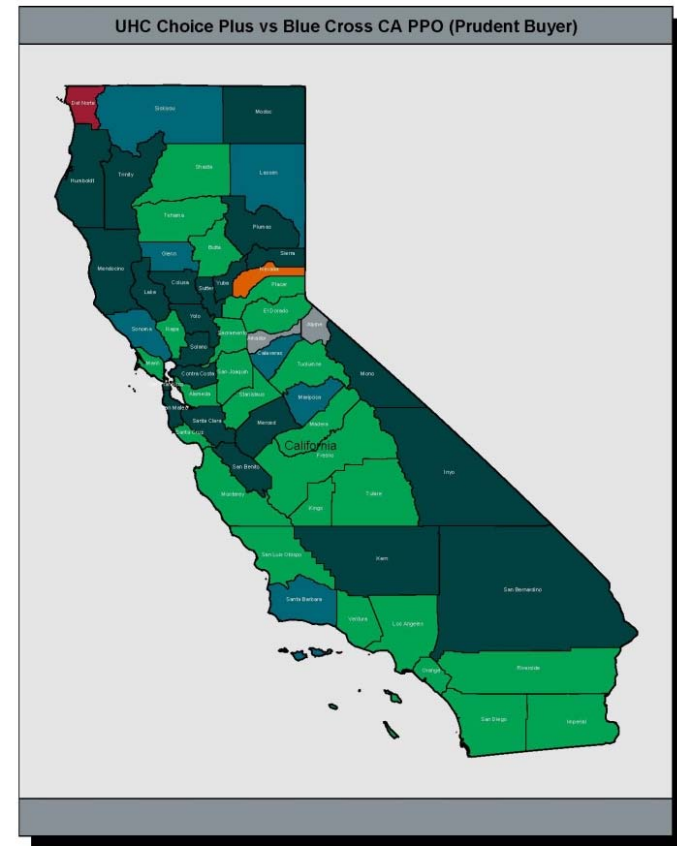 UHC Choice Plus vs Blue Cross CA PPO (Prudent Buyer)
Del Norte
Siskiyou
Modoc
Humboldt
Trinity
Shasta
Lassen
Tehama
Plumas
Mendocino
Glenn
Butte
Sierra
Nevada
Lake
Colusa
Sutter
Yuba
Placer
Yolo
El Dorado
Sonoma
Napa
Sacramento
Alpine
Amador
Solano
Calaveras
Marin
Contra Costa
San Joaquin
Tuolumne
Mono
Alameda
Stanislaus
Mariposa
San Mateo
Santa Clara
Merced
Madera
Santa Cruz
California
Fresno
San Benito
Inyo
Monterey
Kings
Tulare
San Luis Obispo
Kern
San Bernardino
Santa Barbara
Ventura
Los Angeles
Orange
Riverside
San Diego
Imperial